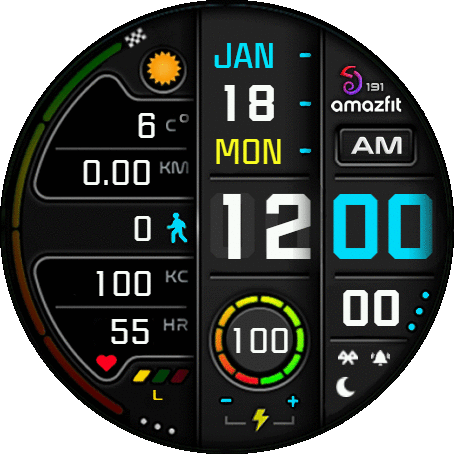 6 C°
0.00 KM
0
100 KC
55 HR
L
JAN -
18 -
MON -
12
100
- +
191
amazfit
AM
00
00